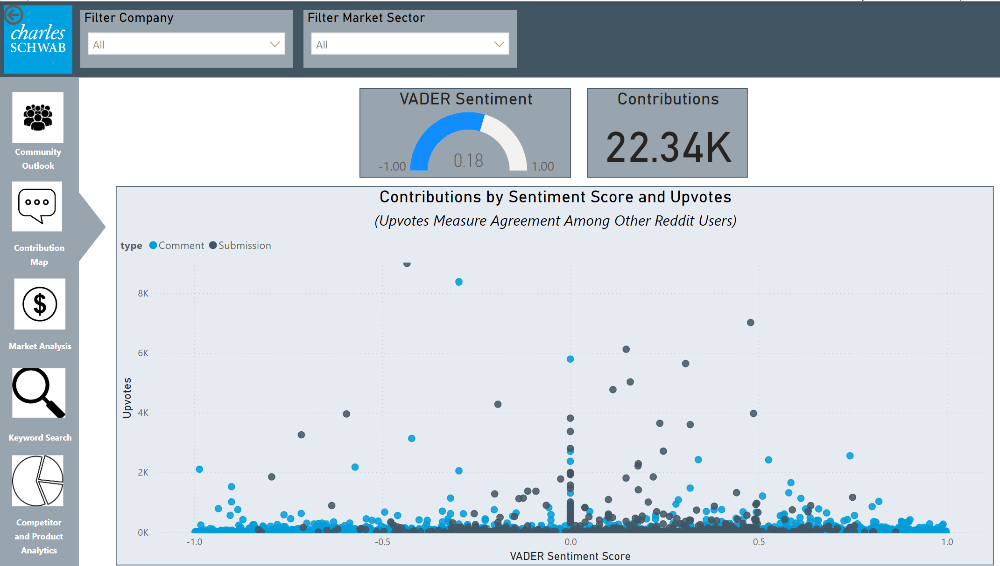 charles
SCHWAB
Filter Company
All
Filter Market Sector
All
Community
Outlook
Contribution
Map
$
Market Analysis
Keyword Search
Competitor
and Product
Analytics
VADER Sentiment
0.18
-1.00
1.00
Contributions
22.34K
Contributions by Sentiment Score and Upvotes
(Upvotes Measure Agreement Among Other Reddit Users)
type Comment Submission
Upvotes
8K
6K
4K
2K
0K
-1.0 -0.5 0.0 0.5 1.0
VADER Sentiment Score